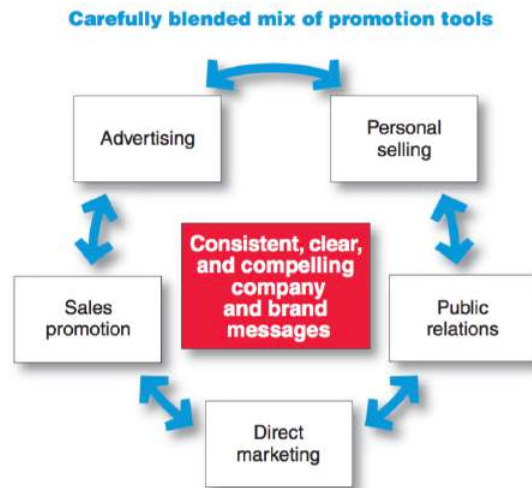 Carefully blended mix of promotion tools
Advertising
Personal
selling
Consistent, clear,
and compelling
company
and brand
messages
Sales
promotion
Public
relations
Direct
marketing